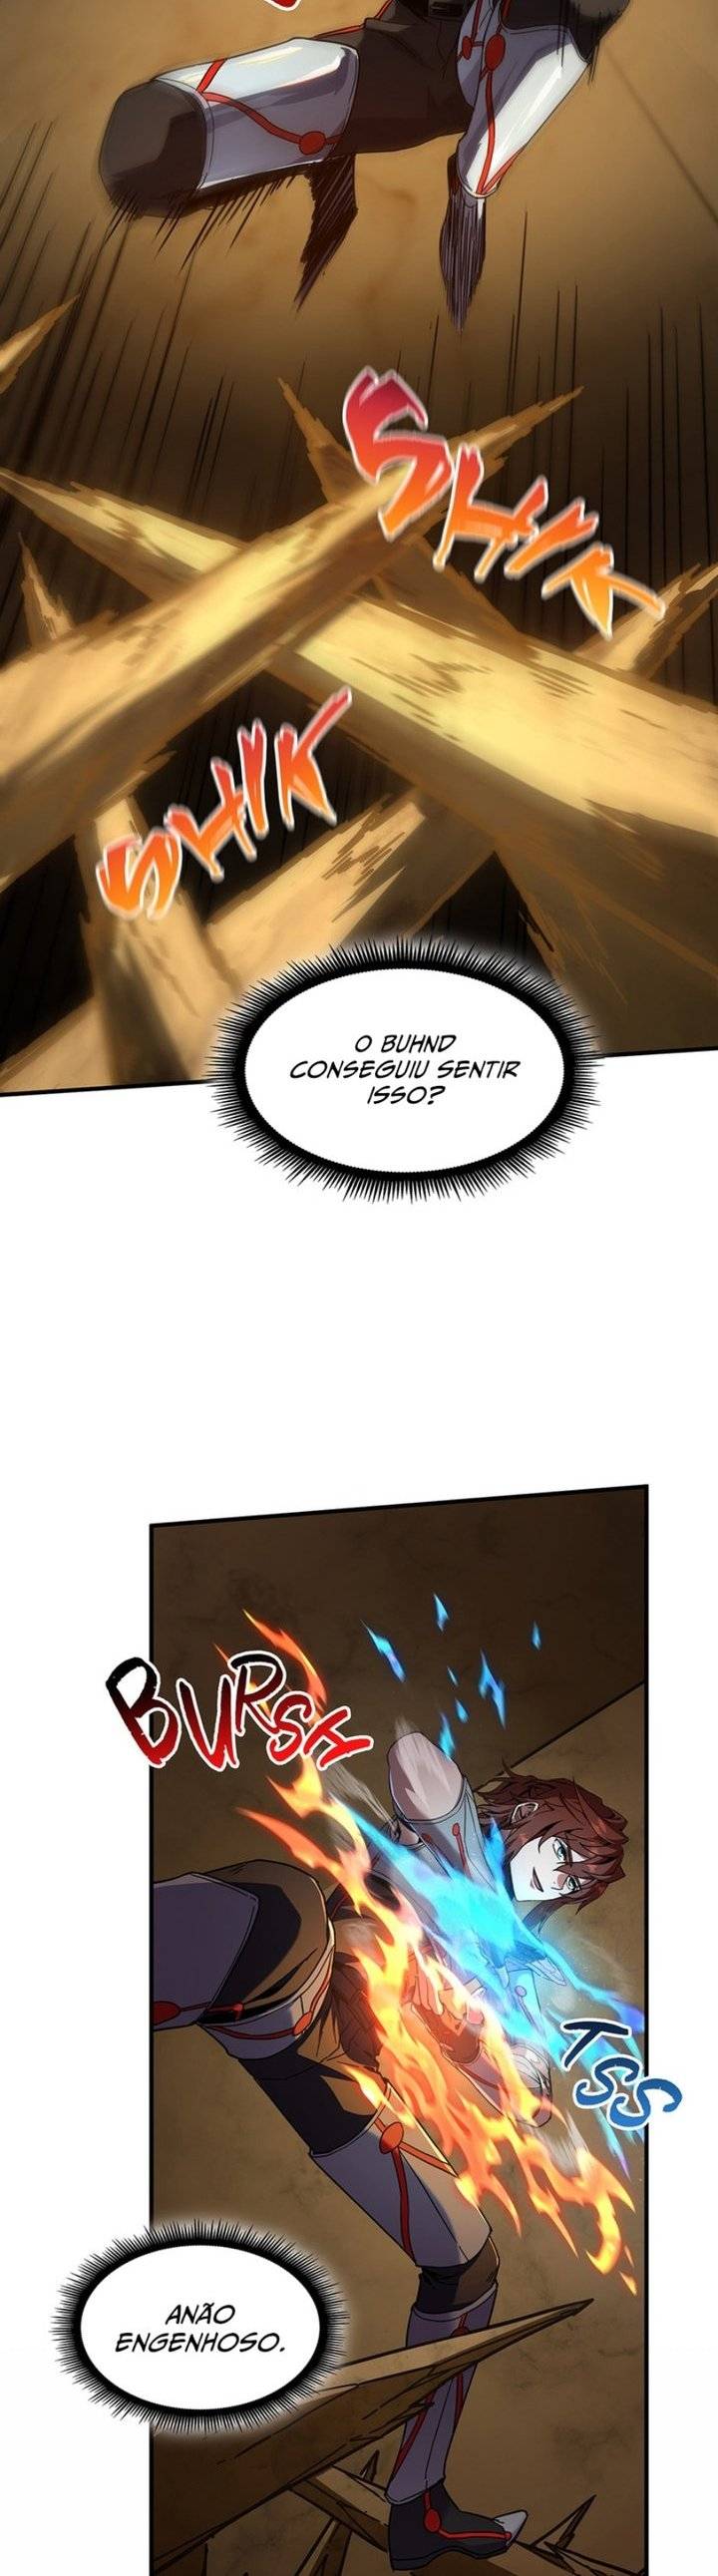 SHIK
SHIK
O BUHND
CONSEGUIU SENTIR
ISSO?
BURSH
TSS
ANÃO
ENGENHOSO.